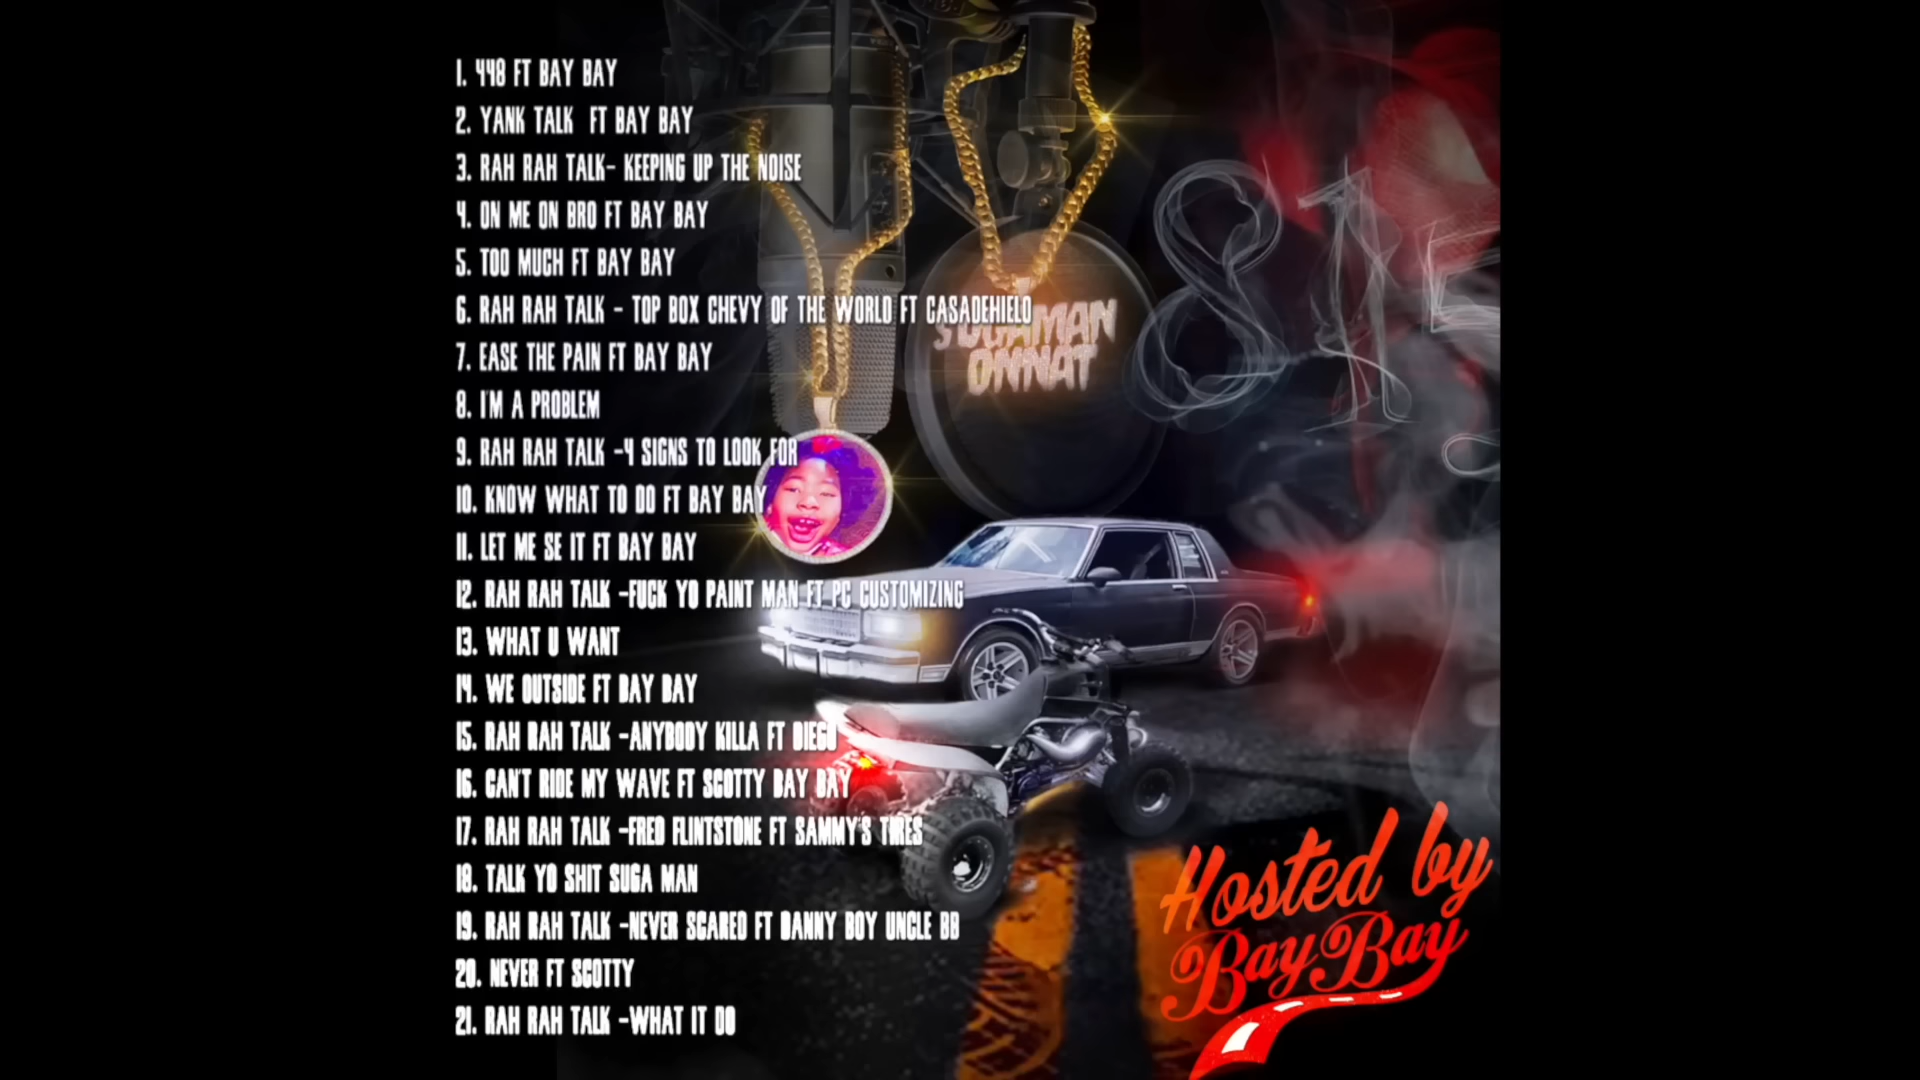 1. 448 FT BAY BAY
2. YANK TALK FT BAY BAY
3. RAH RAH TALK- KEEPING UP THE NOISE
4. ON ME ON BRO FT BAY BAY
5. TOO MUCH FT BAY BAY
6. RAH RAH TALK - TOP BOX CHEVY OF THE WORLD FT CASADEHIELO
7. EASE THE PAIN FT BAY BAY
8. I'M A PROBLEM
9. RAH RAH TALK -4 SIGNS TO LOOK FOR
10. KNOW WHAT TO DO FT BAY BAY
11. LET ME SE IT FT BAY BAY
12. RAH RAH TALK -FUCK YO PAINT MAN FT PC CUSTOMIZING
13. WHAT U WANT
14. WE OUTSIDE FT BAY BAY
15. RAH RAH TALK -ANYBODY KILLA FT DIEGO
16. CAN'T RIDE MY WAVE FT SCOTTY BAY BAY
17. RAH RAH TALK -FRED FLINTSTONE FT SAMMY'S TIRES
18. TALK YO SHIT SUGA MAN
19. RAH RAH TALK -NEVER SCARED FT DANNY BOY UNCLE BB
20. NEVER FT SCOTTY
21. RAH RAH TALK -WHAT IT DO
SUGAMAN
ONNAT
815
Hosted by
BayBay